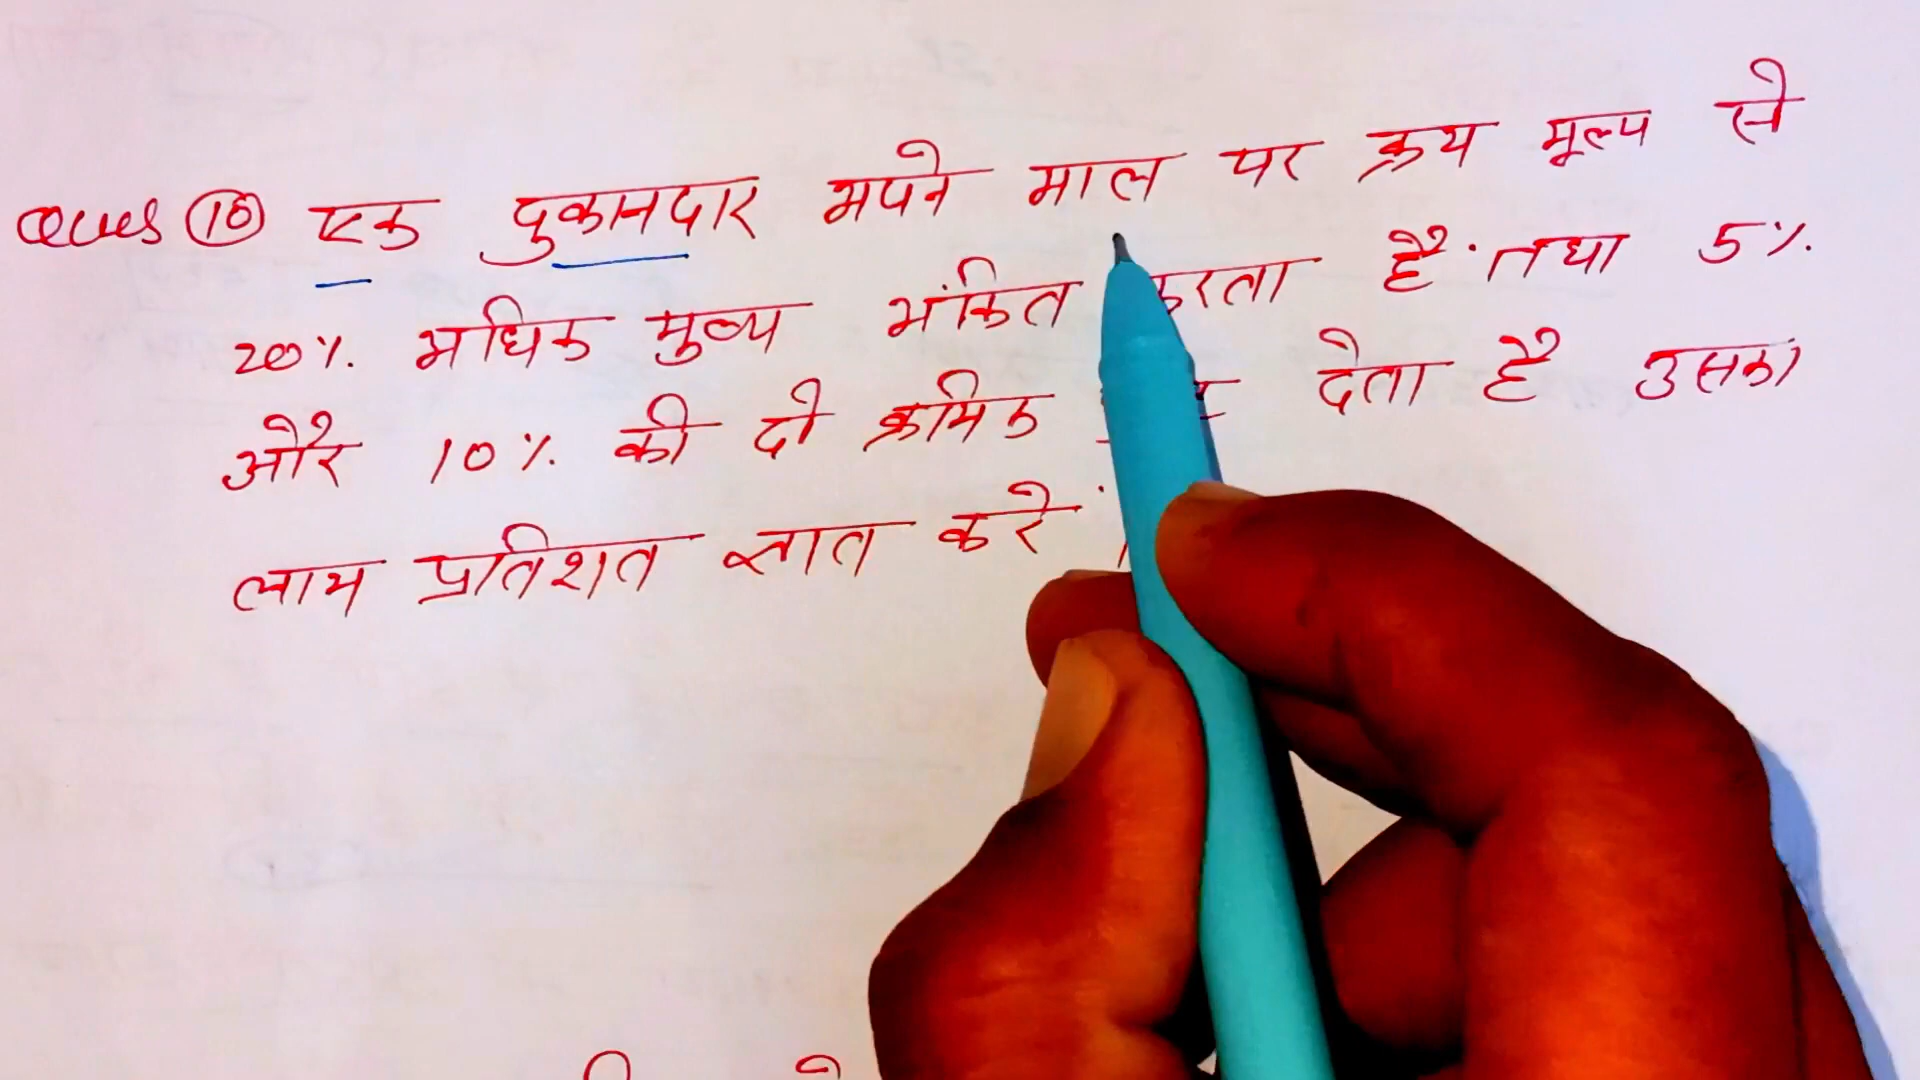 Ques 10 एक दुकानदार अपने माल पर क्रय मूल्य से
20% अधिक मुल्य अंकित करता है तथा 5%
और 10% की दो क्रमिक देता है उसका
लाभ प्रतिशत ज्ञात करे